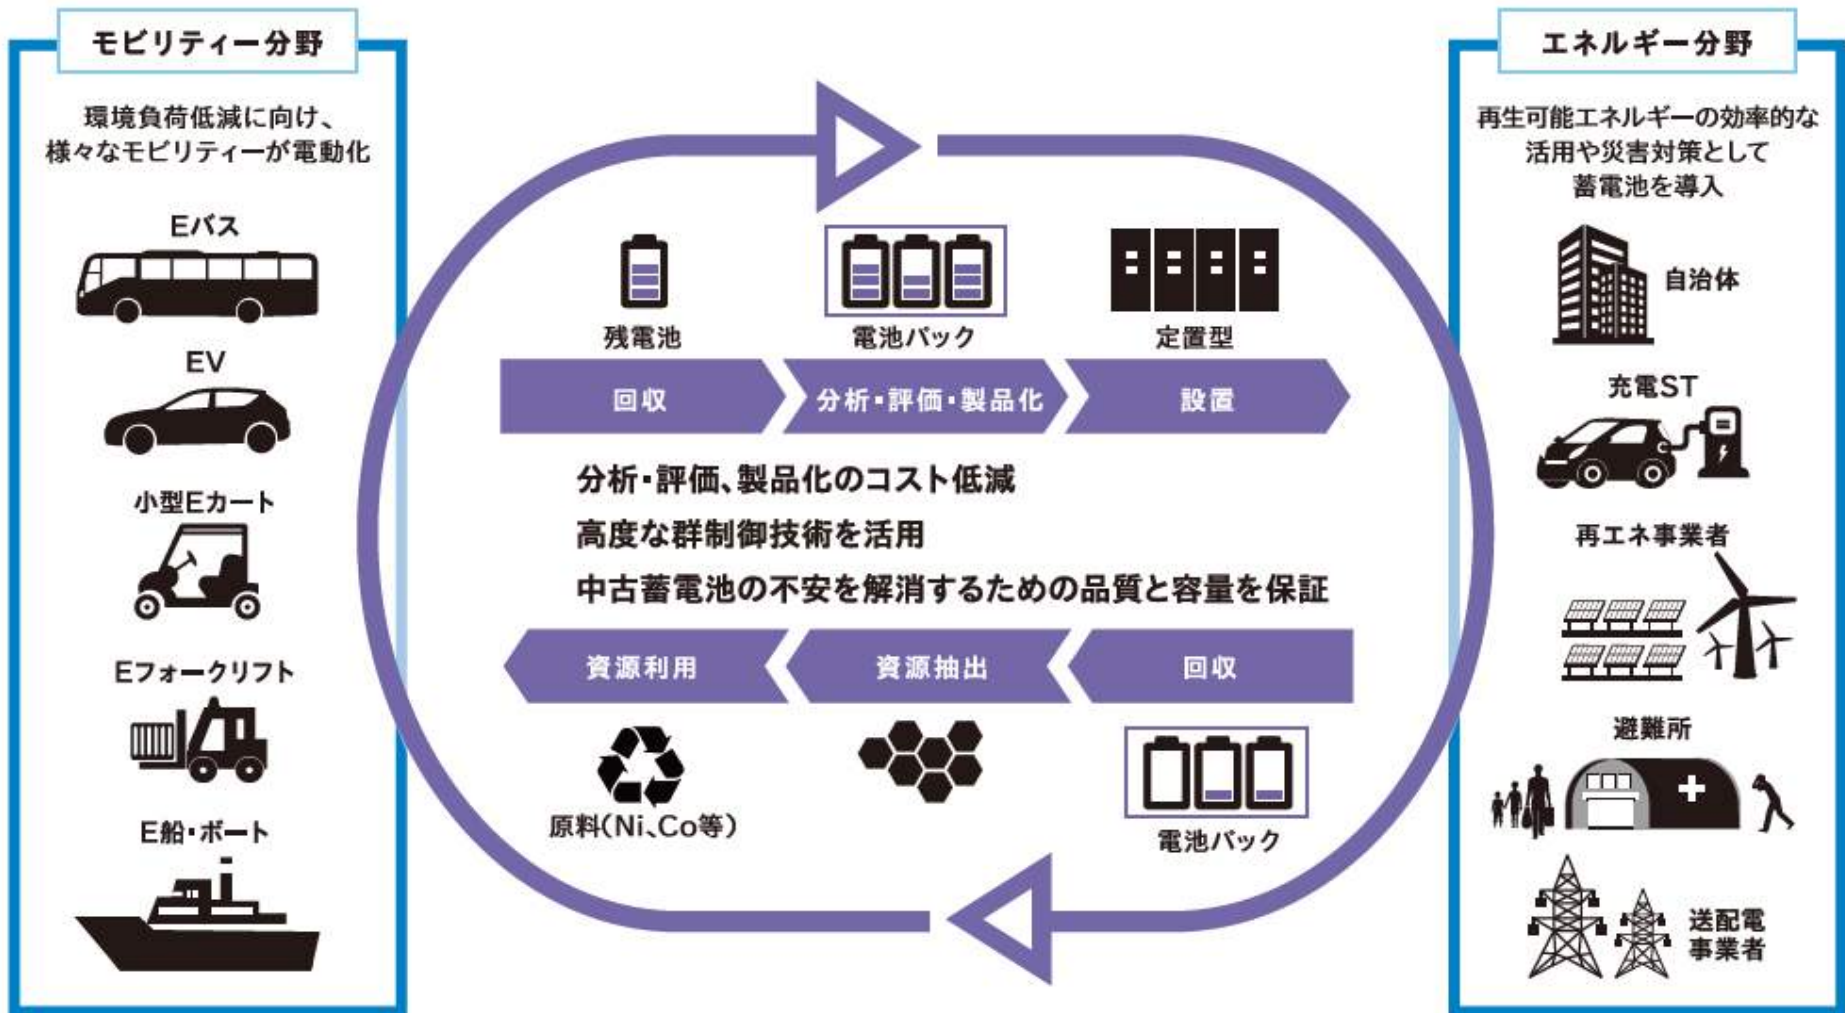 モビリティー分野
環境負荷低減に向け、
様々なモビリティーが電動化
Eバス
EV
小型Eカート
Eフォークリフト
E船・ボート
残電池
電池パック
定置型
回収
分析・評価・製品化
設置
分析・評価、製品化のコスト低減
高度な群制御技術を活用
中古蓄電池の不安を解消するための品質と容量を保証
資源利用
資源抽出
回収
原料(Ni、Co等)
電池パック
エネルギー分野
再生可能エネルギーの効率的な
活用や災害対策として
蓄電池を導入
自治体
充電ST
再エネ事業者
避難所
送配電
事業者